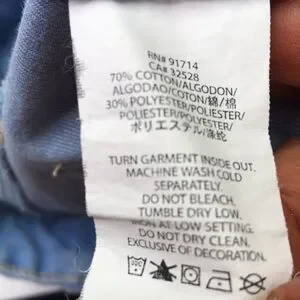 RN# 91714
CA# 32528
70% COTTON/ALGODON/
ALGODAO/COTON/綿/棉
30% POLYESTER/POLIESTER/
POLIESTER/POLYESTER/
ポリエステル/涤纶
TURN GARMENT INSIDE OUT.
MACHINE WASH COLD
SEPARATELY.
DO NOT BLEACH.
TUMBLE DRY LOW.
IRON AT LOW SETTING.
DO NOT DRY CLEAN.
EXCLUSIVE OF DECORATION.